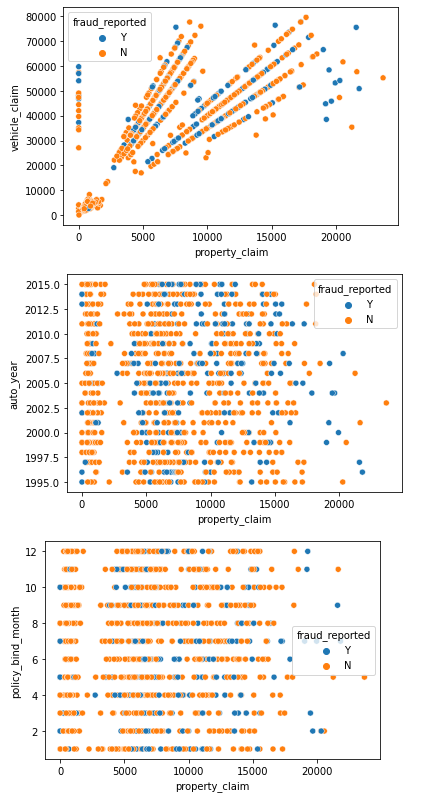 fraud_reported
Y
N
80000
70000
60000
50000
40000
30000
20000
10000
0
vehicle_claim
0 5000 10000 15000 20000
property_claim
fraud_reported
Y
N
2015.0
2012.5
2010.0
2007.5
2005.0
2002.5
2000.0
1997.5
1995.0
auto_year
0 5000 10000 15000 20000
property_claim
12
10
8
6
4
2
policy_bind_month
fraud_reported
Y
N
0 5000 10000 15000 20000
property_claim